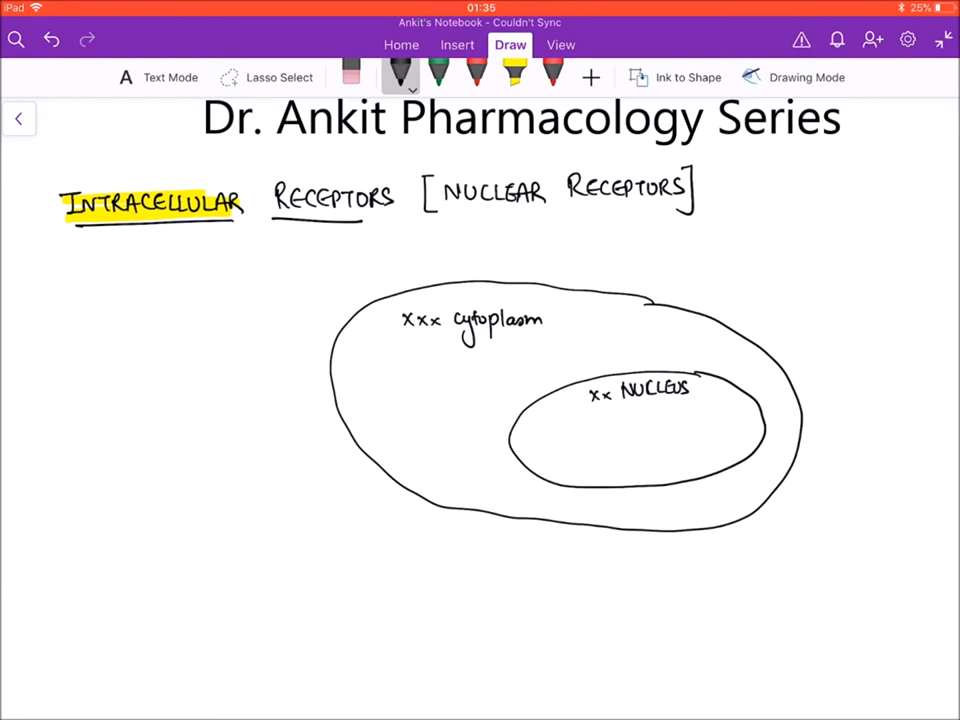 iPad 01:35 25%
Ankit's Notebook - Couldn't Sync
Home Insert Draw View
A Text Mode Lasso Select Ink to Shape Drawing Mode
Dr. Ankit Pharmacology Series
INTRACELLULAR RECEPTORS [NUCLEAR RECEPTORS]
xxx cytoplasm
xx NUCLEUS